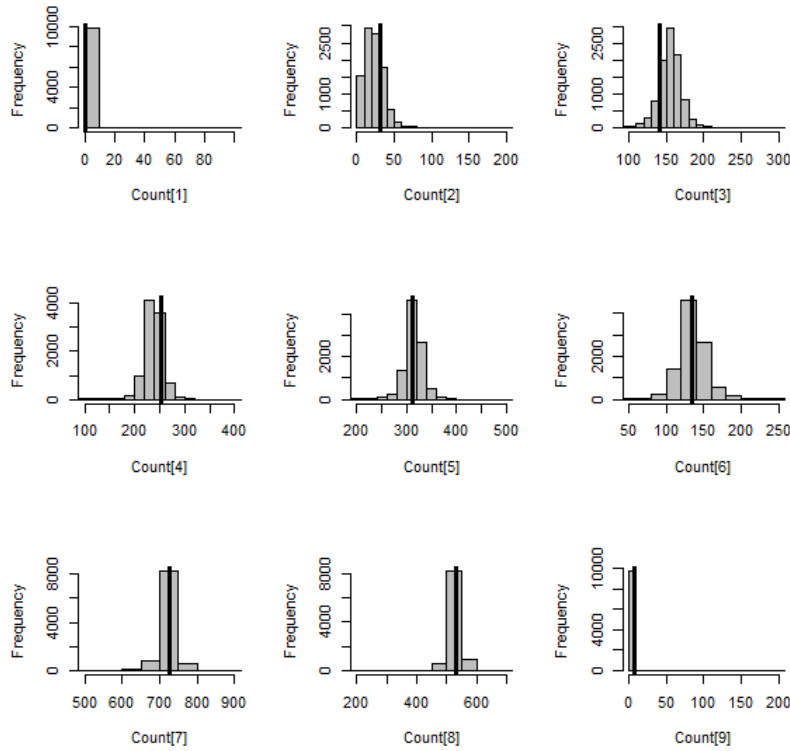 Frequency
10000
4000
0
0 20 40 60 80
Count[1]
Frequency
2500
1000
0
0 50 100 150 200
Count[2]
Frequency
2500
1000
0
100 150 200 250 300
Count[3]
Frequency
4000
2000
0
100 200 300 400
Count[4]
Frequency
2000
0
200 300 400 500
Count[5]
Frequency
2000
0
50 100 150 200 250
Count[6]
Frequency
8000
4000
0
500 600 700 800 900
Count[7]
Frequency
8000
4000
0
200 400 600
Count[8]
Frequency
10000
4000
0
0 50 100 150 200
Count[9]